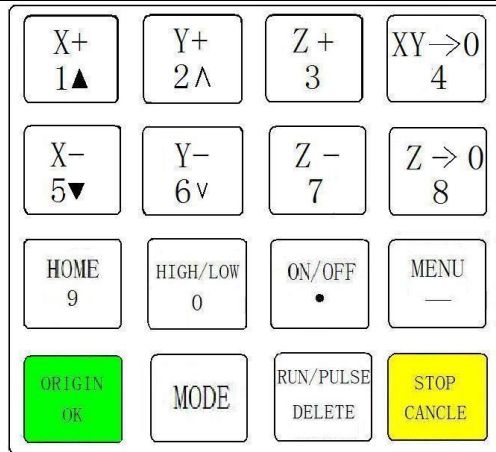 X+ Y+ Z+ XY->0
1▲ 2∧ 3 4
X- Y- Z- Z->0
5▼ 6∨ 7 8
HOME HIGH/LOW ON/OFF MENU
9 0 • —
ORIGIN MODE RUN/PULSE STOP
OK DELETE CANCLE